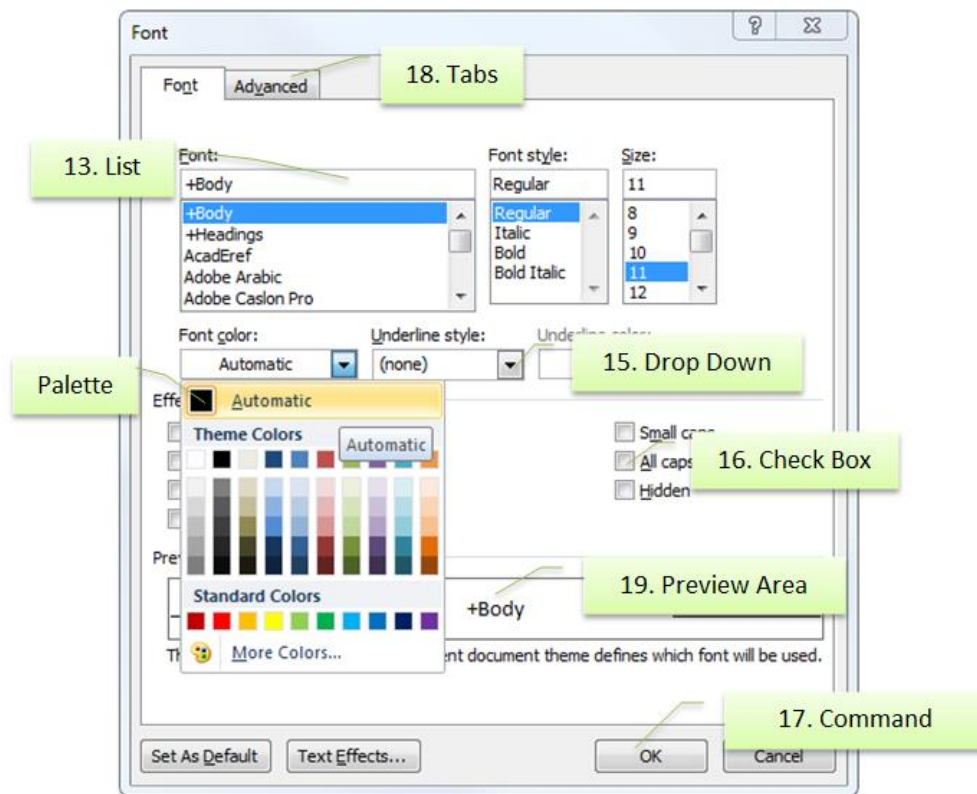 Font
Font
Advanced
18. Tabs
13. List
Font:
Font style:
Size:
+Body
Regular
11
+Body
+Headings
AcadEref
Adobe Arabic
Adobe Caslon Pro
Regular
Italic
Bold
Bold Italic
8
9
10
11
12
Font color:
Underline style:
Automatic
(none)
15. Drop Down
Palette
Automatic
Theme Colors
Automatic
Small caps
All caps
Hidden
16. Check Box
19. Preview Area
+Body
Standard Colors
More Colors...
document theme defines which font will be used.
17. Command
Set As Default
Text Effects...
OK
Cancel